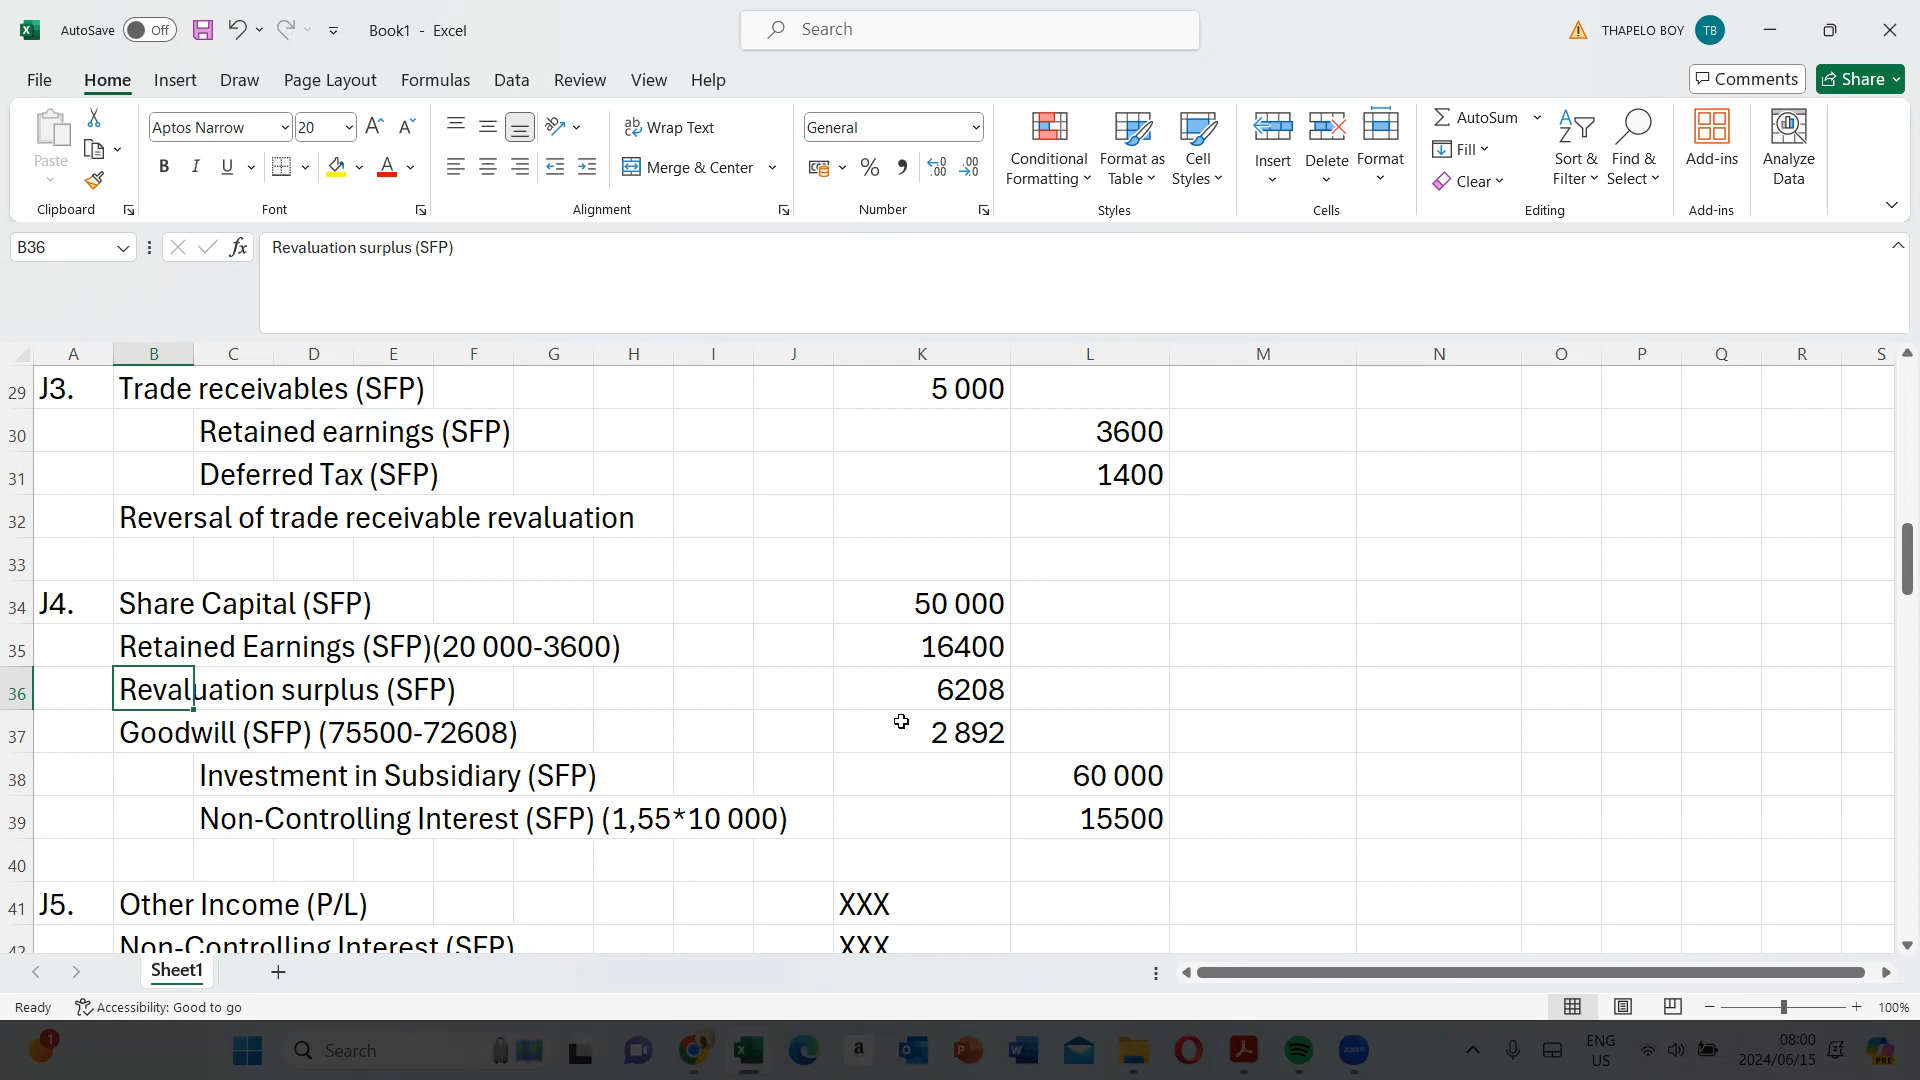 AutoSave Off Book1 - Excel Search THAPELO BOY TB
File Home Insert Draw Page Layout Formulas Data Review View Help Comments Share
Paste Aptos Narrow 20 Wrap Text General Conditional Formatting Format as Table Cell Styles Insert Delete Format AutoSum Sort & Filter Find & Select Add-ins Analyze Data
B I U Merge & Center % Fill Clear
Clipboard Font Alignment Number Styles Cells Editing Add-ins
B36 fx Revaluation surplus (SFP)
A B C D E F G H I J K L M N O P Q R S
29 J3. Trade receivables (SFP) 5 000
30 Retained earnings (SFP) 3600
31 Deferred Tax (SFP) 1400
32 Reversal of trade receivable revaluation
33
34 J4. Share Capital (SFP) 50 000
35 Retained Earnings (SFP)(20 000-3600) 16400
36 Revaluation surplus (SFP) 6208
37 Goodwill (SFP) (75500-72608) 2 892
38 Investment in Subsidiary (SFP) 60 000
39 Non-Controlling Interest (SFP) (1,55*10 000) 15500
40
41 J5. Other Income (P/L) XXX
42 Non-Controlling Interest (SFP) XXX
Sheet1
Ready Accessibility: Good to go 100%
1 Search ENG US 08:00 2024/06/15